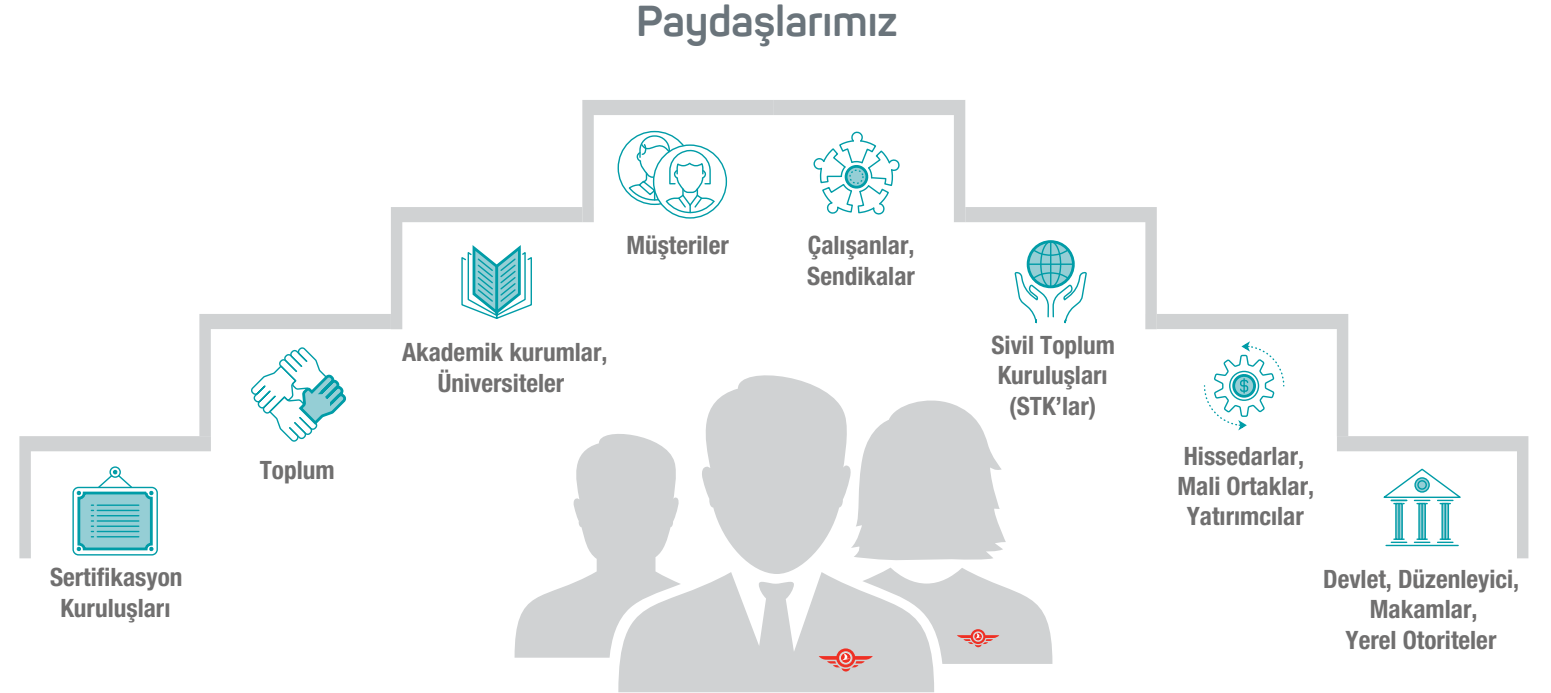 Paydaşlarımız
Müşteriler
Çalışanlar,
Sendikalar
Akademik kurumlar,
Üniversiteler
Sivil Toplum
Kuruluşları
(STK’lar)
Toplum
Hissedarlar,
Mali Ortaklar,
Yatırımcılar
Sertifikasyon
Kuruluşları
Devlet, Düzenleyici,
Makamlar,
Yerel Otoriteler